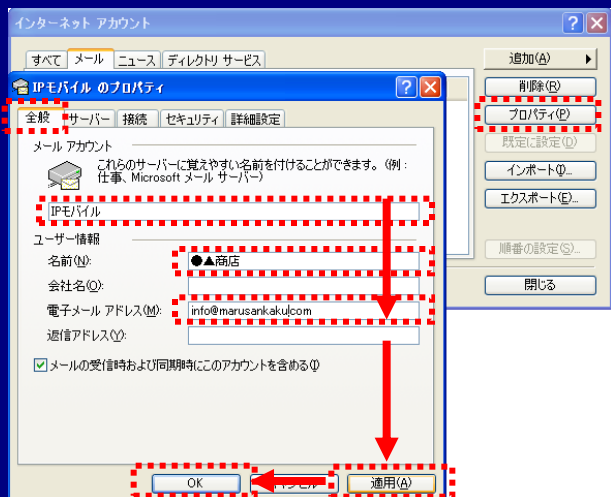 インターネット アカウント
すべて メール ニュース ディレクトリ サービス
追加(A)
削除(R)
プロパティ(P)
既定に設定(D)
インポート(I)...
エクスポート(E)...
順番の設定(S)...
閉じる
IPモバイル のプロパティ
全般 サーバー 接続 セキュリティ 詳細設定
メール アカウント
これらのサーバーに覚えやすい名前を付けることができます。(例:
仕事、Microsoft メール サーバー)
IPモバイル
ユーザー情報
名前(N): ●▲商店
会社名(O):
電子メール アドレス(M): info@marusankaku.com
返信アドレス(Y):
メールの受信時および同期時にこのアカウントを含める(I)
OK 適用(A)